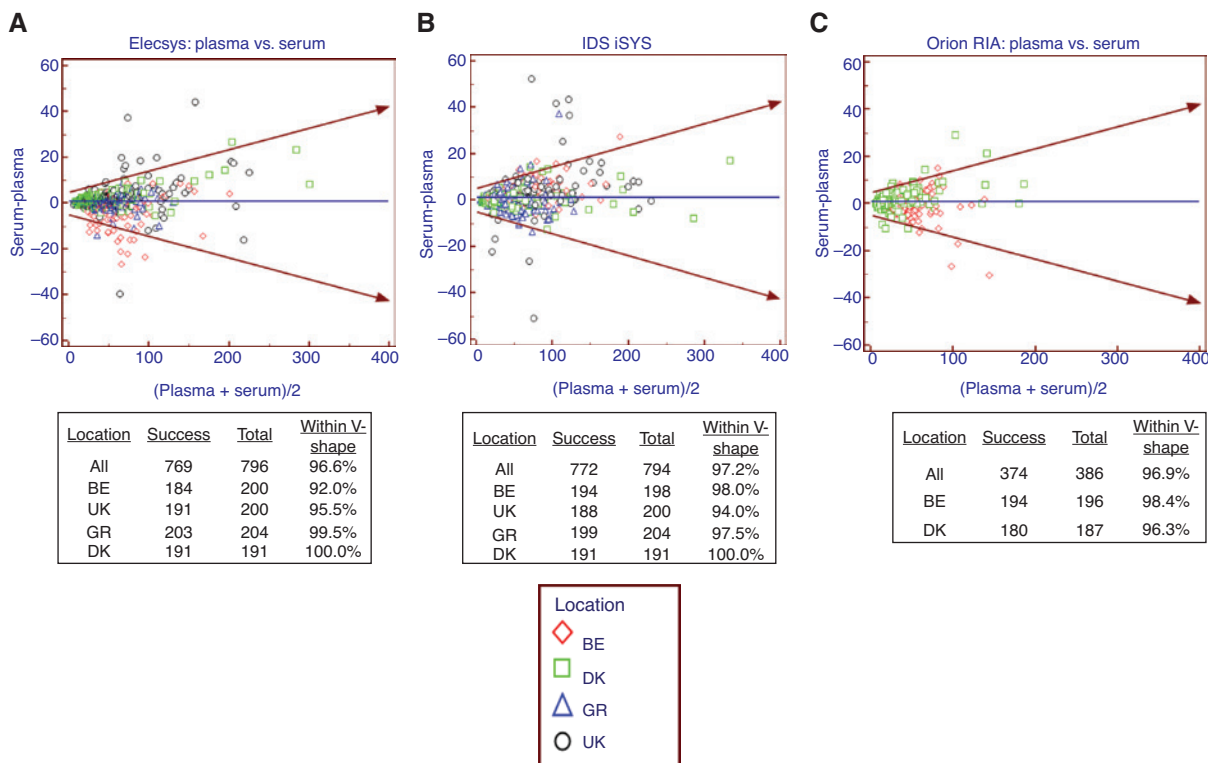 A
Elecsys: plasma vs. serum
60
40
20
0
–20
–40
–60
Serum-plasma
0
100
200
300
400
(Plasma + serum)/2
Location Success Total Within V-shape
All 769 796 96.6%
BE 184 200 92.0%
UK 191 200 95.5%
GR 203 204 99.5%
DK 191 191 100.0%
B
IDS iSYS
60
40
20
0
–20
–40
–60
Serum-plasma
0
100
200
300
400
(Plasma + serum)/2
Location Success Total Within V-shape
All 772 794 97.2%
BE 194 198 98.0%
UK 188 200 94.0%
GR 199 204 97.5%
DK 191 191 100.0%
C
Orion RIA: plasma vs. serum
60
40
20
0
–20
–40
–60
Serum-plasma
0
100
200
300
400
(Plasma + serum)/2
Location Success Total Within V-shape
All 374 386 96.9%
BE 194 196 98.4%
DK 180 187 96.3%
Location
BE
DK
GR
UK